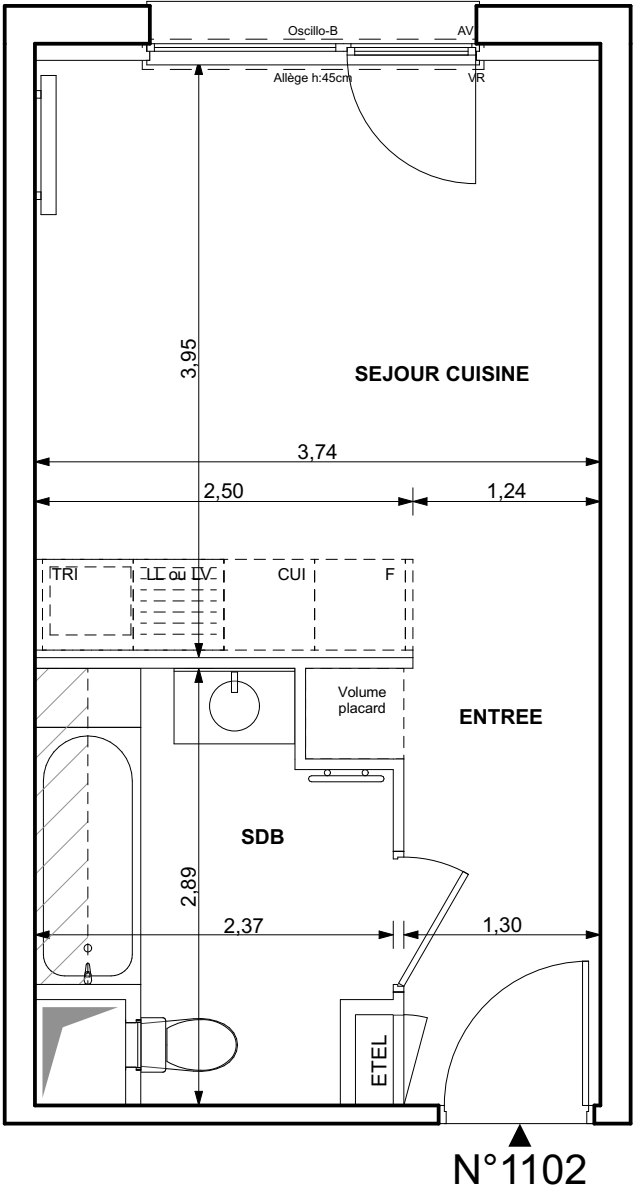 Oscillo-B AV
Allège h:45cm VR
3,95
SEJOUR CUISINE
3,74
2,50 1,24
TRI LL ou LV CUI F
Volume
placard
ENTREE
SDB
2,89
2,37 1,30
ETEL
N°1102